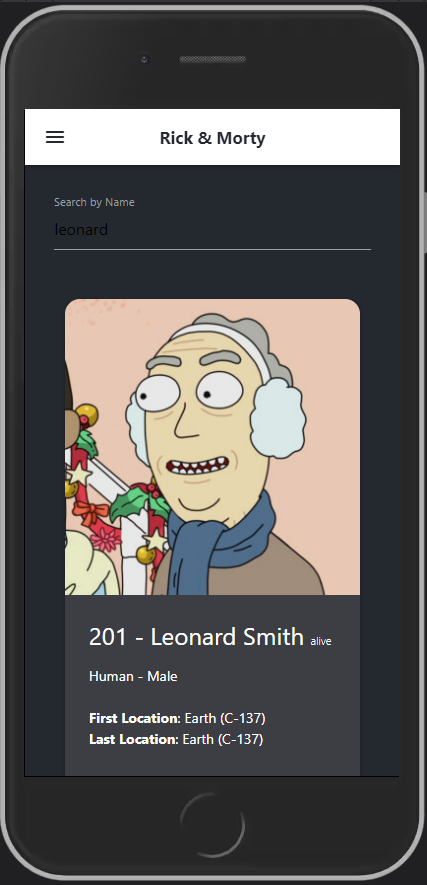 Rick & Morty
Search by Name
leonard
201 - Leonard Smith alive
Human - Male
First Location: Earth (C-137)
Last Location: Earth (C-137)